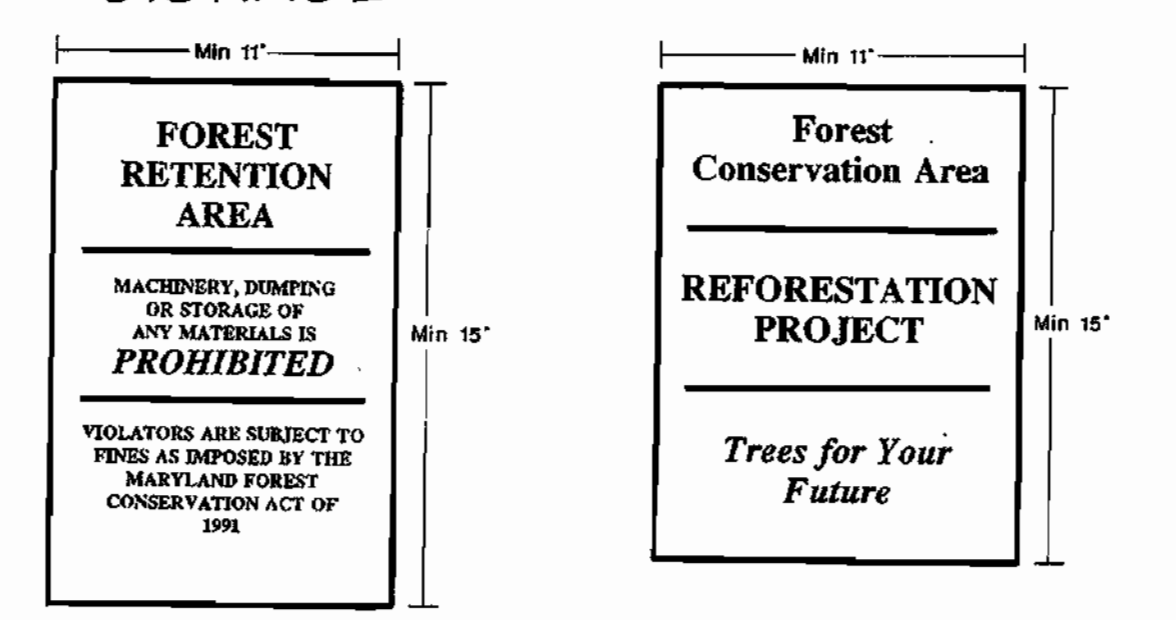 Min 11"
FOREST
RETENTION
AREA
MACHINERY, DUMPING
OR STORAGE OF
ANY MATERIALS IS
PROHIBITED
VIOLATORS ARE SUBJECT TO
FINES AS IMPOSED BY THE
MARYLAND FOREST
CONSERVATION ACT OF
1991
Min 15"
Min 11"
Forest
Conservation Area
REFORESTATION
PROJECT
Trees for Your
Future
Min 15"